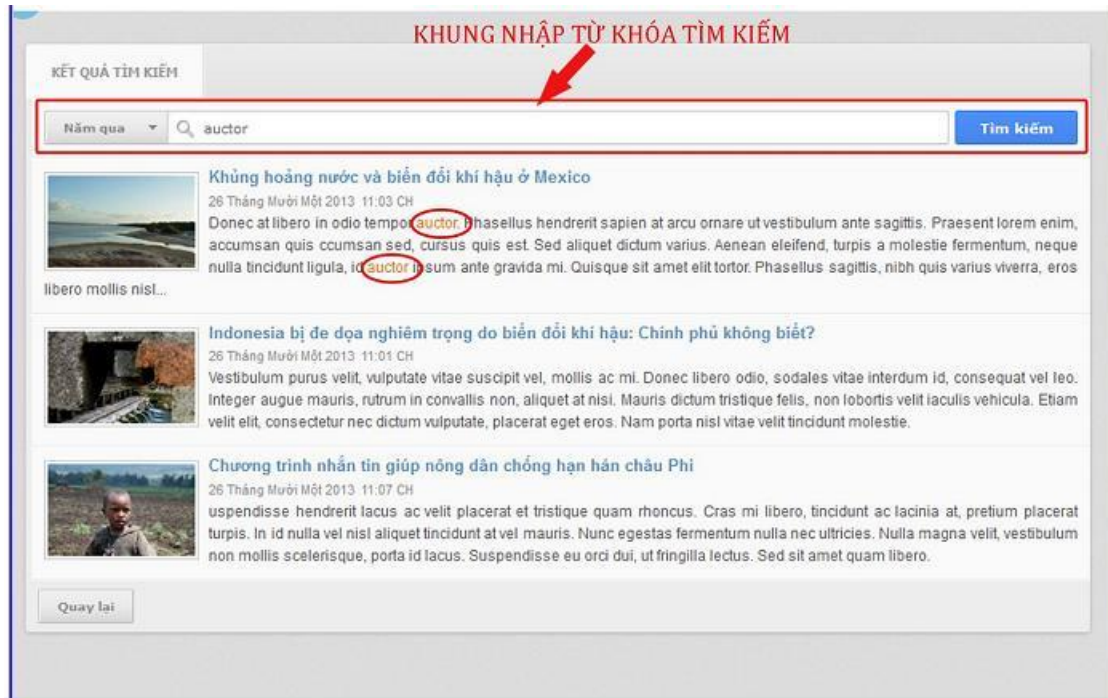 KHUNG NHẬP TỪ KHÓA TÌM KIẾM
KẾT QUẢ TÌM KIẾM
Năm qua auctor Tìm kiếm
Khủng hoảng nước và biến đổi khí hậu ở Mexico
26 Tháng Mười Một 2013 11:03 CH
Donec at libero in odio tempor auctor. Phasellus hendrerit sapien at arcu ornare ut vestibulum ante sagittis. Praesent lorem enim,
accumsan quis ccumsan sed, cursus quis est. Sed aliquet dictum varius. Aenean eleifend, turpis a molestie fermentum, neque
nulla tincidunt ligula, id auctor ipsum ante gravida mi. Quisque sit amet elit tortor. Phasellus sagittis, nibh quis varius viverra, eros
libero mollis nisl...
Indonesia bị đe dọa nghiêm trọng do biến đổi khí hậu: Chính phủ không biết?
26 Tháng Mười Một 2013 11:01 CH
Vestibulum purus velit, vulputate vitae suscipit vel, mollis ac mi. Donec libero odio, sodales vitae interdum id, consequat vel leo.
Integer augue mauris, rutrum in convallis non, aliquet at nisi. Mauris dictum tristique felis, non lobortis velit iaculis vehicula. Etiam
velit elit, consectetur nec dictum vulputate, placerat eget eros. Nam porta nisl vitae velit tincidunt molestie.
Chương trình nhắn tin giúp nông dân chống hạn hán châu Phi
26 Tháng Mười Một 2013 11:07 CH
uspendisse hendrerit lacus ac velit placerat et tristique quam rhoncus. Cras mi libero, tincidunt ac lacinia at, pretium placerat
turpis. In id nulla vel nisl aliquet tincidunt at vel mauris. Nunc egestas fermentum nulla nec ultricies. Nulla magna velit, vestibulum
non mollis scelerisque, porta id lacus. Suspendisse eu orci dui, ut fringilla lectus. Sed sit amet quam libero.
Quay lại